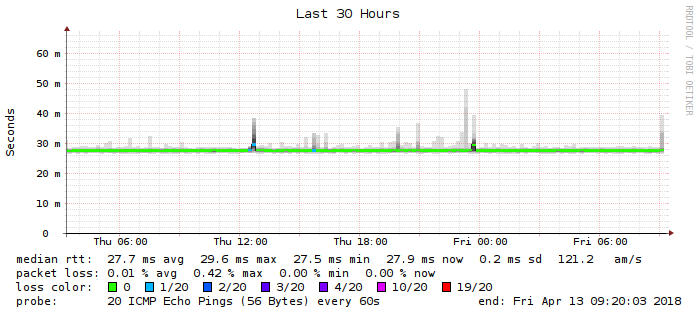 Last 30 Hours
RRDTOOL / TOBI OETIKER
Seconds
60 m
50 m
40 m
30 m
20 m
10 m
0
Thu 06:00 Thu 12:00 Thu 18:00 Fri 00:00 Fri 06:00
median rtt: 27.7 ms avg 29.6 ms max 27.5 ms min 27.9 ms now 0.2 ms sd 121.2 am/s
packet loss: 0.01 % avg 0.42 % max 0.00 % min 0.00 % now
loss color: 0 1/20 2/20 3/20 4/20 10/20 19/20
probe: 20 ICMP Echo Pings (56 Bytes) every 60s end: Fri Apr 13 09:20:03 2018